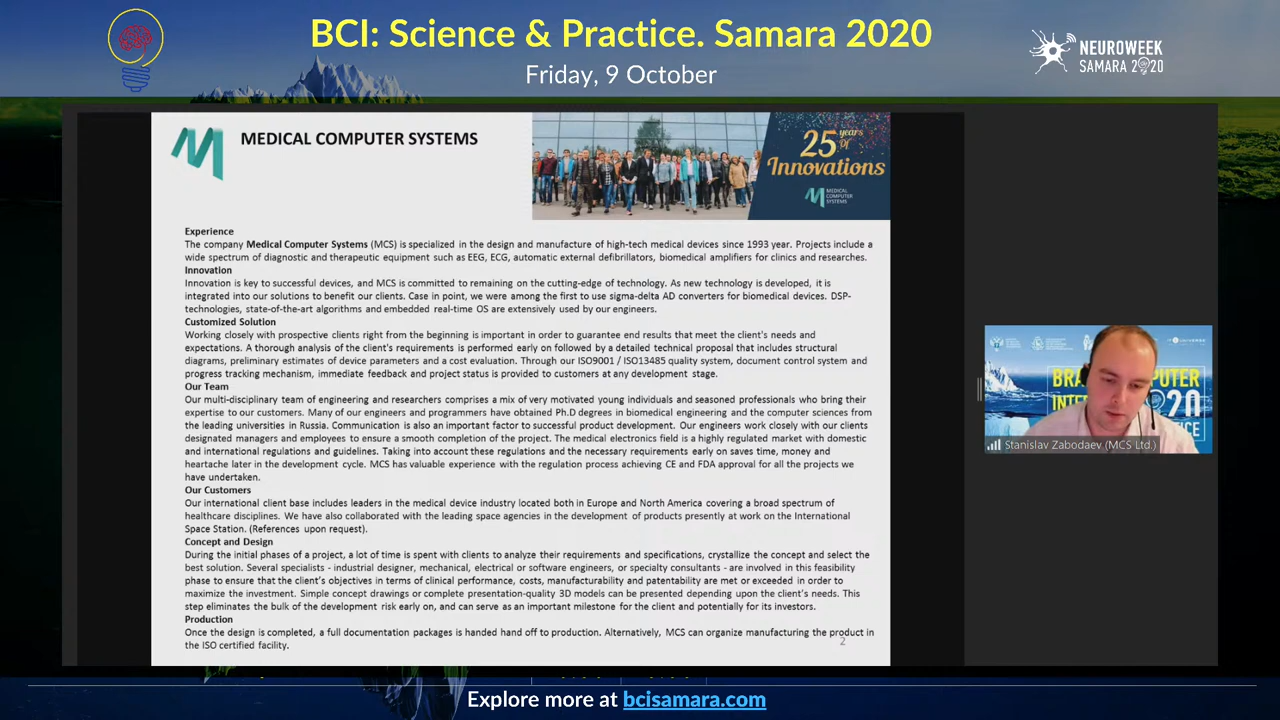 BCI: Science & Practice. Samara 2020
Friday, 9 October
NEUROWEEK
SAMARA 2020
MEDICAL COMPUTER SYSTEMS
25 years of
Innovations
MEDICAL
COMPUTER
SYSTEMS
Experience
The company Medical Computer Systems (MCS) is specialized in the design and manufacture of high-tech medical devices since 1993 year. Projects include a
wide spectrum of diagnostic and therapeutic equipment such as EEG, ECG, automatic external defibrillators, biomedical amplifiers for clinics and researches.
Innovation
Innovation is key to successful devices, and MCS is committed to remaining on the cutting-edge of technology. As new technology is developed, it is
integrated into our solutions to benefit our clients. Case in point, we were among the first to use sigma-delta AD converters for biomedical devices. DSP-
technologies, state-of-the-art algorithms and embedded real-time OS are extensively used by our engineers.
Customized Solution
Working closely with prospective clients right from the beginning is important in order to guarantee end results that meet the client's needs and
expectations. A thorough analysis of the client's requirements is performed early on followed by a detailed technical proposal that includes structural
diagrams, preliminary estimates of device parameters and a cost evaluation. Through our ISO9001 / ISO13485 quality system, document control system and
progress tracking mechanism, immediate feedback and project status is provided to customers at any development stage.
Our Team
Our multi-disciplinary team of engineering and researchers comprises a mix of very motivated young individuals and seasoned professionals who bring their
expertise to our customers. Many of our engineers and programmers have obtained Ph.D degrees in biomedical engineering and the computer sciences from
the leading universities in Russia. Communication is also an important factor to successful product development. Our engineers work closely with our clients
designated managers and employees to ensure a smooth completion of the project. The medical electronics field is a highly regulated market with domestic
and international regulations and guidelines. Taking into account these regulations and the necessary requirements early on saves time, money and
heartache later in the development cycle. MCS has valuable experience with the regulation process achieving CE and FDA approval for all the projects we
have undertaken.
Our Customers
Our international client base includes leaders in the medical device industry located both in Europe and North America covering a broad spectrum of
healthcare disciplines. We have also collaborated with the leading space agencies in the development of products presently at work on the International
Space Station. (References upon request).
Concept and Design
During the initial phases of a project, a lot of time is spent with clients to analyze their requirements and specifications, crystallize the concept and select the
best solution. Several specialists - industrial designer, mechanical, electrical or software engineers, or specialty consultants - are involved in this feasibility
phase to ensure that the client's objectives in terms of clinical performance, costs, manufacturability and patentability are met or exceeded in order to
maximize the investment. Simple concept drawings or complete presentation-quality 3D models can be presented depending upon the client's needs. This
step eliminates the bulk of the development risk early on, and can serve as an important milestone for the client and potentially for its investors.
Production
Once the design is completed, a full documentation packages is handed hand off to production. Alternatively, MCS can organize manufacturing the product in
the ISO certified facility.
2
Stanislav Zabodaev (MCS Ltd.)
Explore more at bcisamara.com